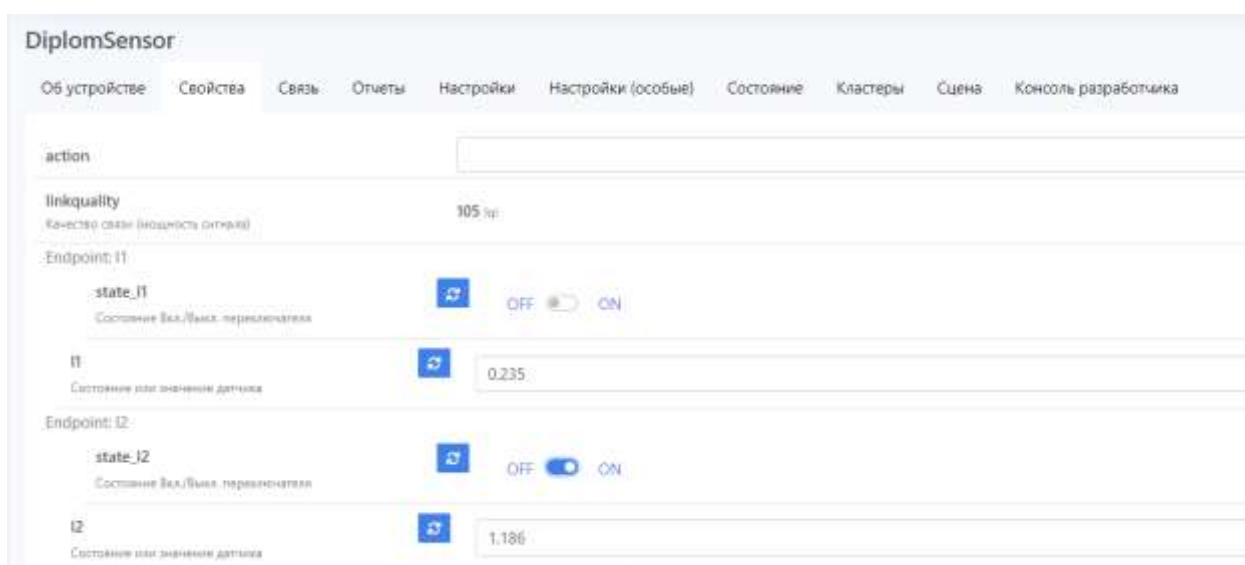 DiplomSensor
Об устройстве Свойства Связь Отчеты Настройки Настройки (особые) Состояние Кластеры Сцена Консоль разработчика
action
linkquality
105 lqi
Качество связи (мощность сигнала)
Endpoint: l1
state_l1
OFF ON
Состояние Вкл./Выкл. переключателя
l1
0.235
Состояние или значение датчика
Endpoint: l2
state_l2
OFF ON
Состояние Вкл./Выкл. переключателя
l2
1.186
Состояние или значение датчика